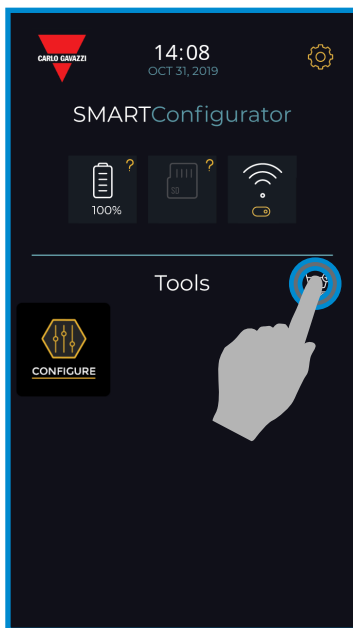 CARLO GAVAZZI
14:08
OCT 31, 2019
SMARTConfigurator
?
?
SD
100%
Tools
CONFIGURE